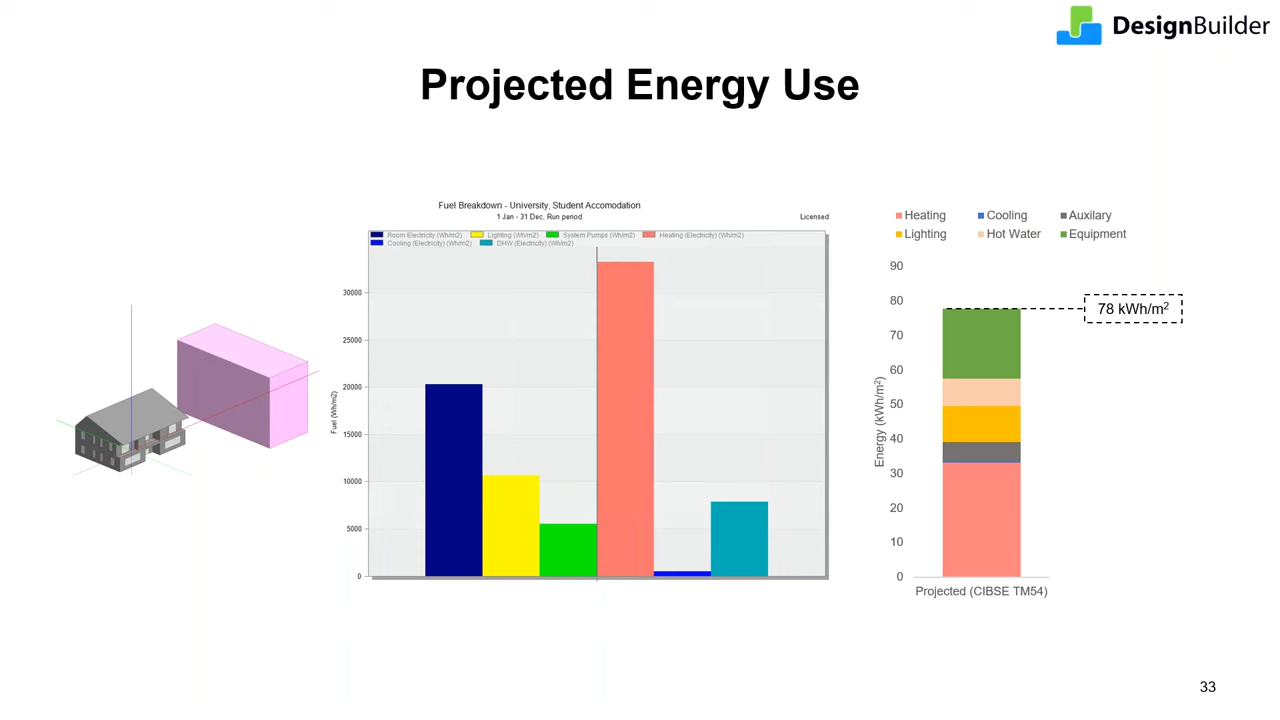 DesignBuilder
Projected Energy Use
Fuel Breakdown - University, Student Accomodation
1 Jan - 31 Dec, Run period
Licensed
Room Electricity (Wh/m2) Lighting (Wh/m2) System Pumps (Wh/m2) Heating (Electricity) (Wh/m2)
Cooling (Electricity) (Wh/m2) DHW (Electricity) (Wh/m2)
30000
25000
20000
15000
10000
5000
0
Fuel (Wh/m2)
Heating Cooling Auxilary
Lighting Hot Water Equipment
90
80
70
60
50
40
30
20
10
0
Energy (kWh/m²)
78 kWh/m²
Projected (CIBSE TM54)
33